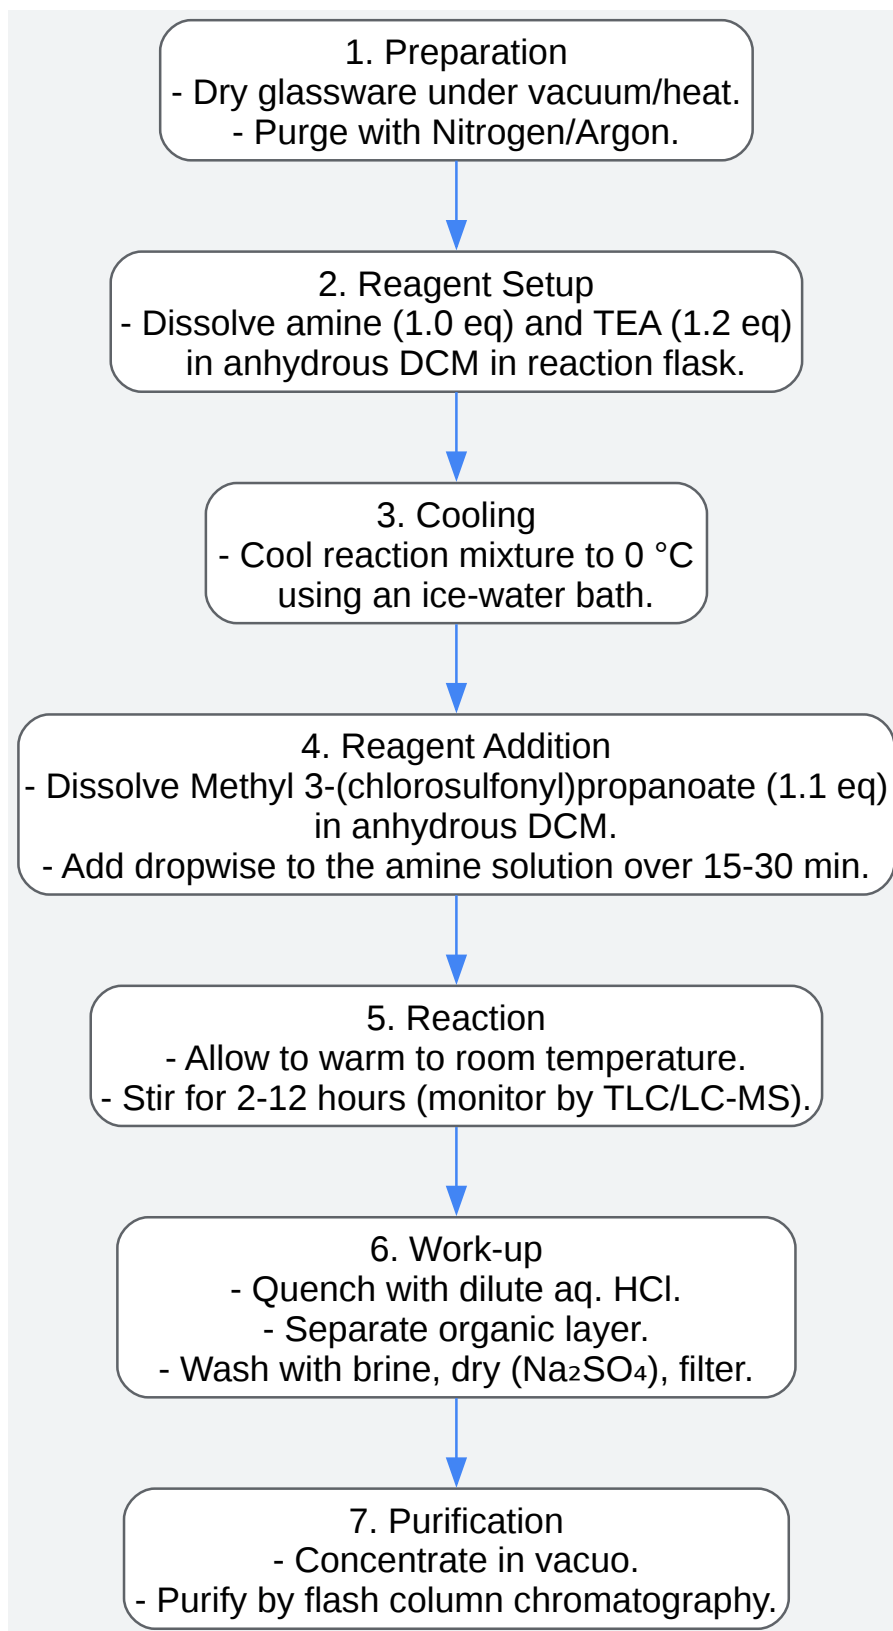 1. Preparation
- Dry glassware under vacuum/heat.
- Purge with Nitrogen/Argon.
2. Reagent Setup
- Dissolve amine (1.0 eq) and TEA (1.2 eq)
in anhydrous DCM in reaction flask.
3. Cooling
- Cool reaction mixture to 0 °C
using an ice-water bath.
4. Reagent Addition
- Dissolve Methyl 3-(chlorosulfonyl)propanoate (1.1 eq)
in anhydrous DCM.
- Add dropwise to the amine solution over 15-30 min.
5. Reaction
- Allow to warm to room temperature.
- Stir for 2-12 hours (monitor by TLC/LC-MS).
6. Work-up
- Quench with dilute aq. HCl.
- Separate organic layer.
- Wash with brine, dry (Na₂SO₄), filter.
7. Purification
- Concentrate in vacuo.
- Purify by flash column chromatography.